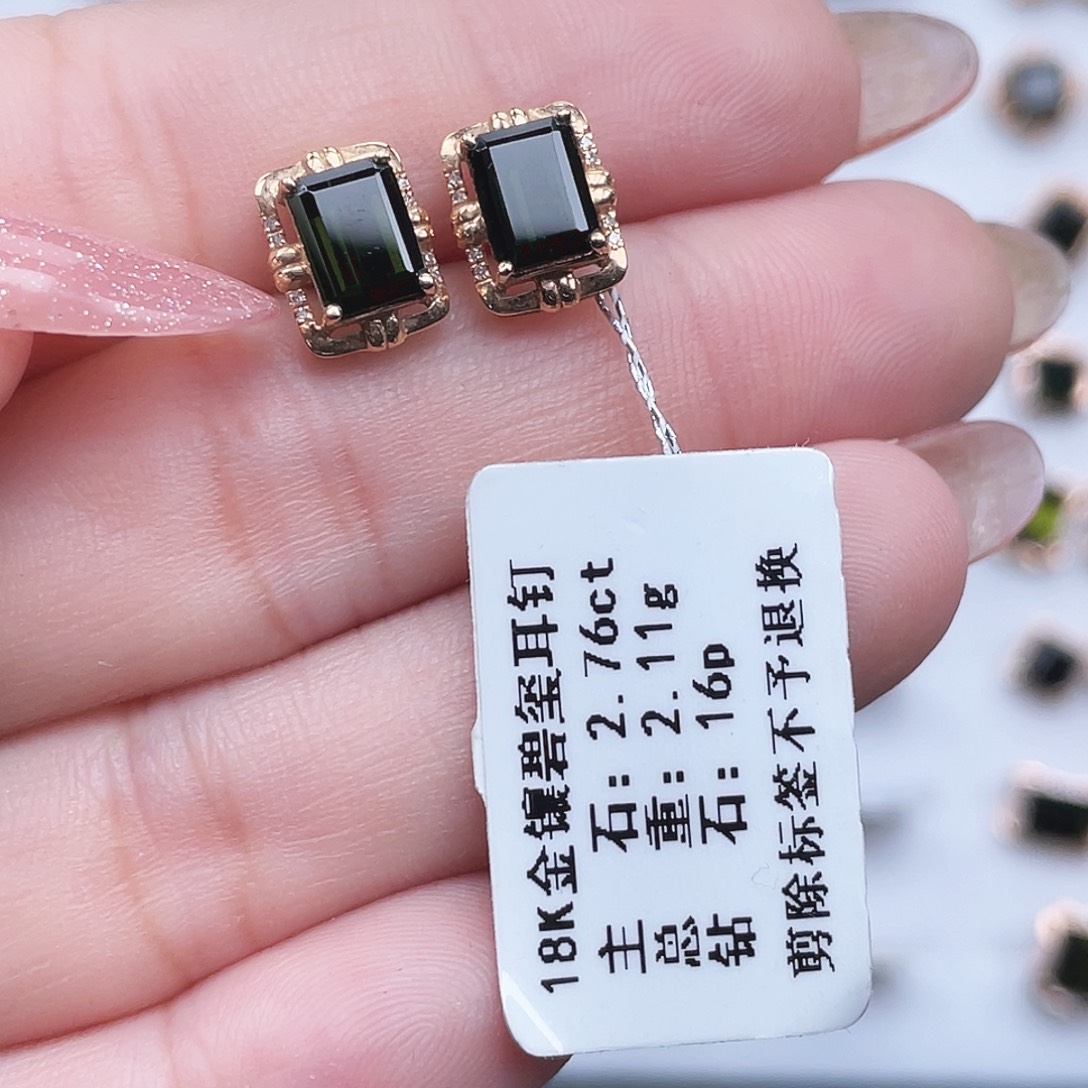 18K金镶碧玺耳钉
主 石: 2.76ct
总 重: 2.11g
钻 石: 16p
剪除标签不予退换